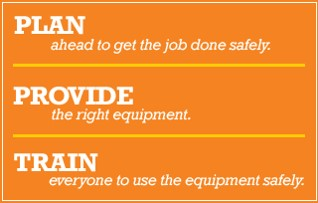 PLAN
ahead to get the job done safely.
PROVIDE
the right equipment.
TRAIN
everyone to use the equipment safely.